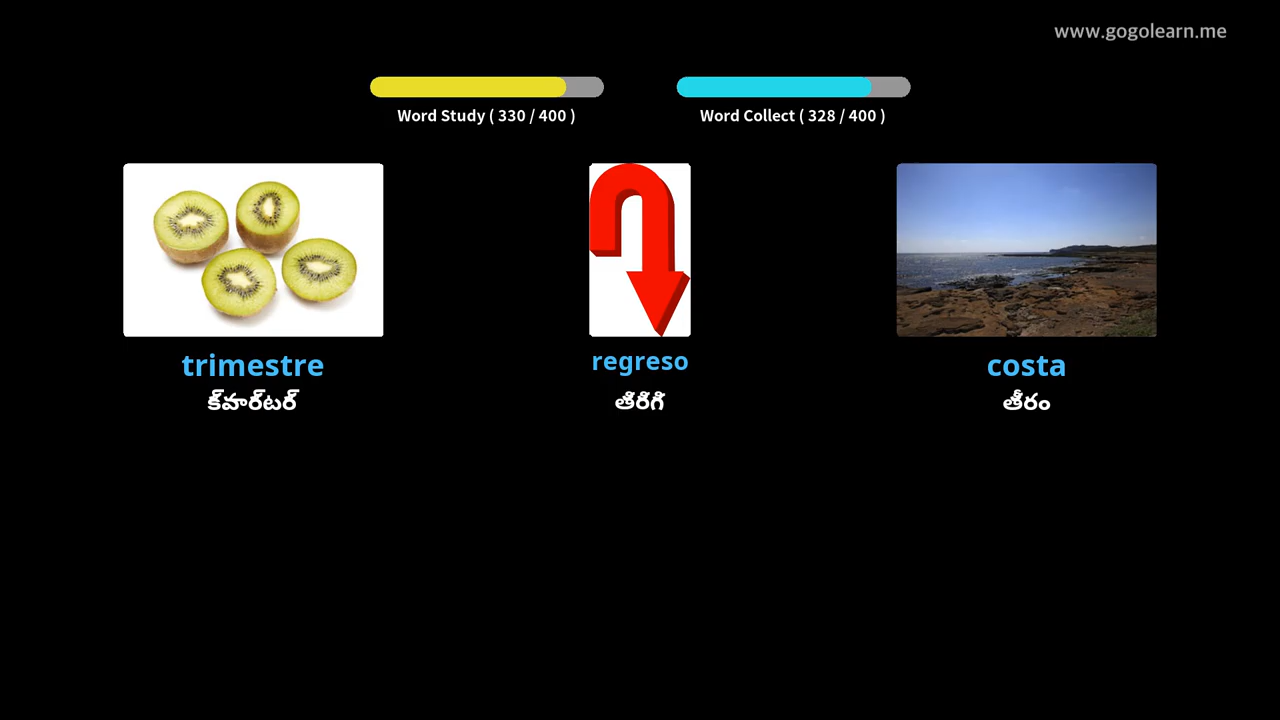 www.gogolearn.me
Word Study ( 330 / 400 )
Word Collect ( 328 / 400 )
trimestre
regreso
costa
క్‌వార్‌టర్
తిరిగి
తీరం